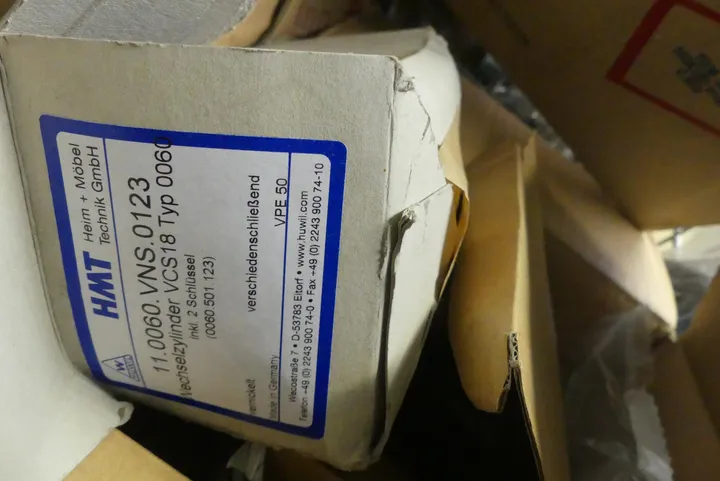 HMT Heim + Möbel
Technik GmbH
W
11.0060.VNS.0123
Wechselzylinder VCS18 Typ 0060
inkl. 2 Schlüssel
(0060.501 123)
verschiedenschließend
vernickelt VPE 50
Made in Germany
Wecostraße 7 • D-53783 Eitorf • www.huwil.com
Telefon +49 (0) 2243 900 74-0 • Fax +49 (0) 2243 900 74-10